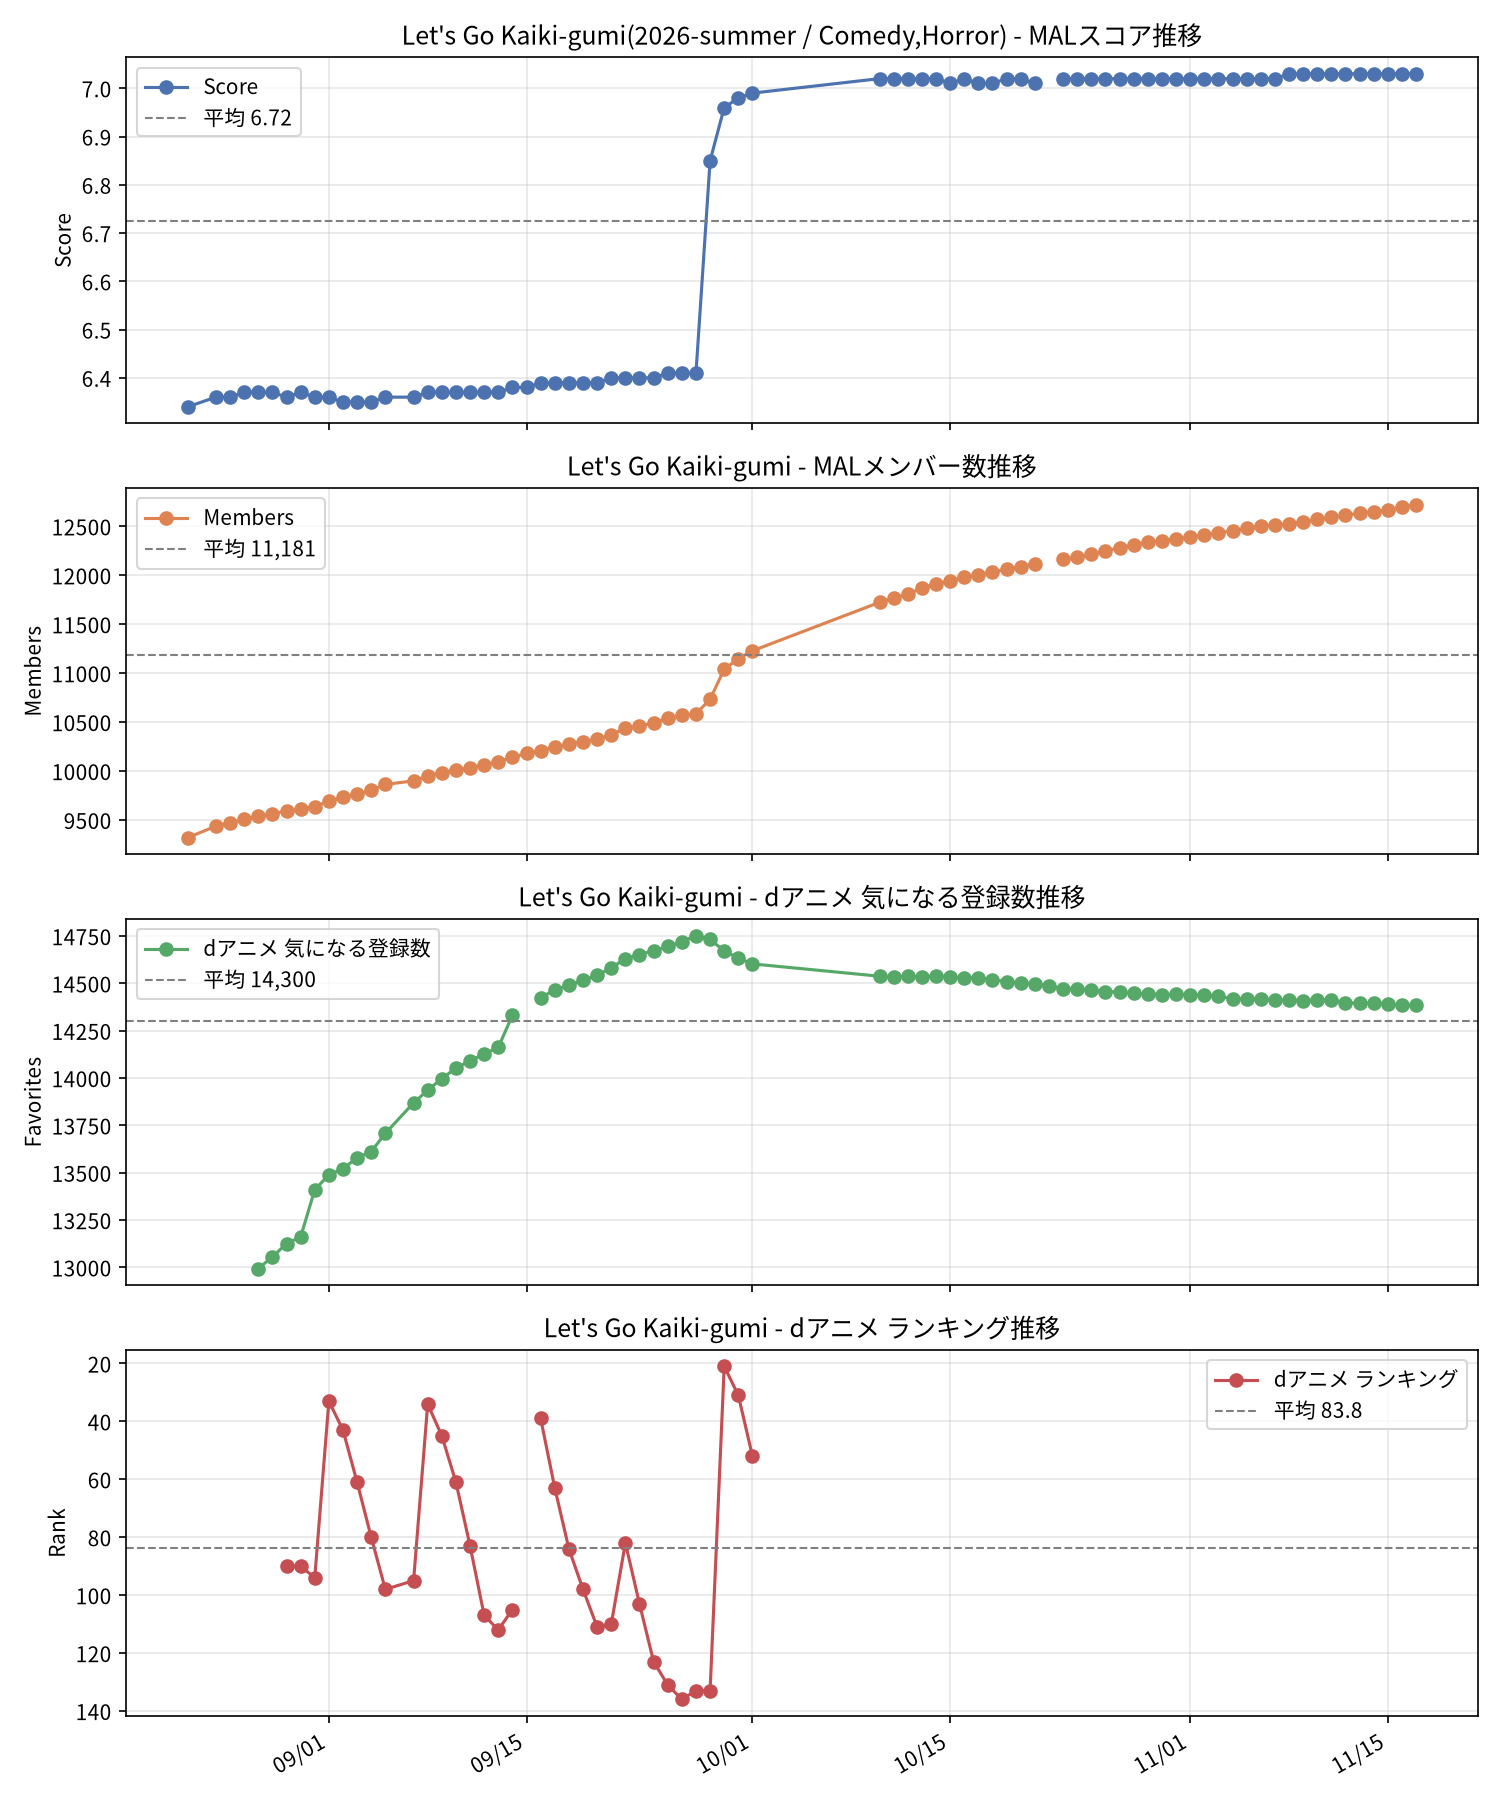 Let's Go Kaiki-gumi(2026-summer / Comedy,Horror) - MALスコア推移
Score
平均 6.72
7.0
6.9
6.8
6.7
6.6
6.5
6.4
Score
Let's Go Kaiki-gumi - MALメンバー数推移
Members
平均 11,181
12500
12000
11500
11000
10500
10000
9500
Members
Let's Go Kaiki-gumi - dアニメ 気になる登録数推移
dアニメ 気になる登録数
平均 14,300
14750
14500
14250
14000
13750
13500
13250
13000
Favorites
Let's Go Kaiki-gumi - dアニメ ランキング推移
dアニメ ランキング
平均 83.8
20
40
60
80
100
120
140
Rank
09/01
09/15
10/01
10/15
11/01
11/15